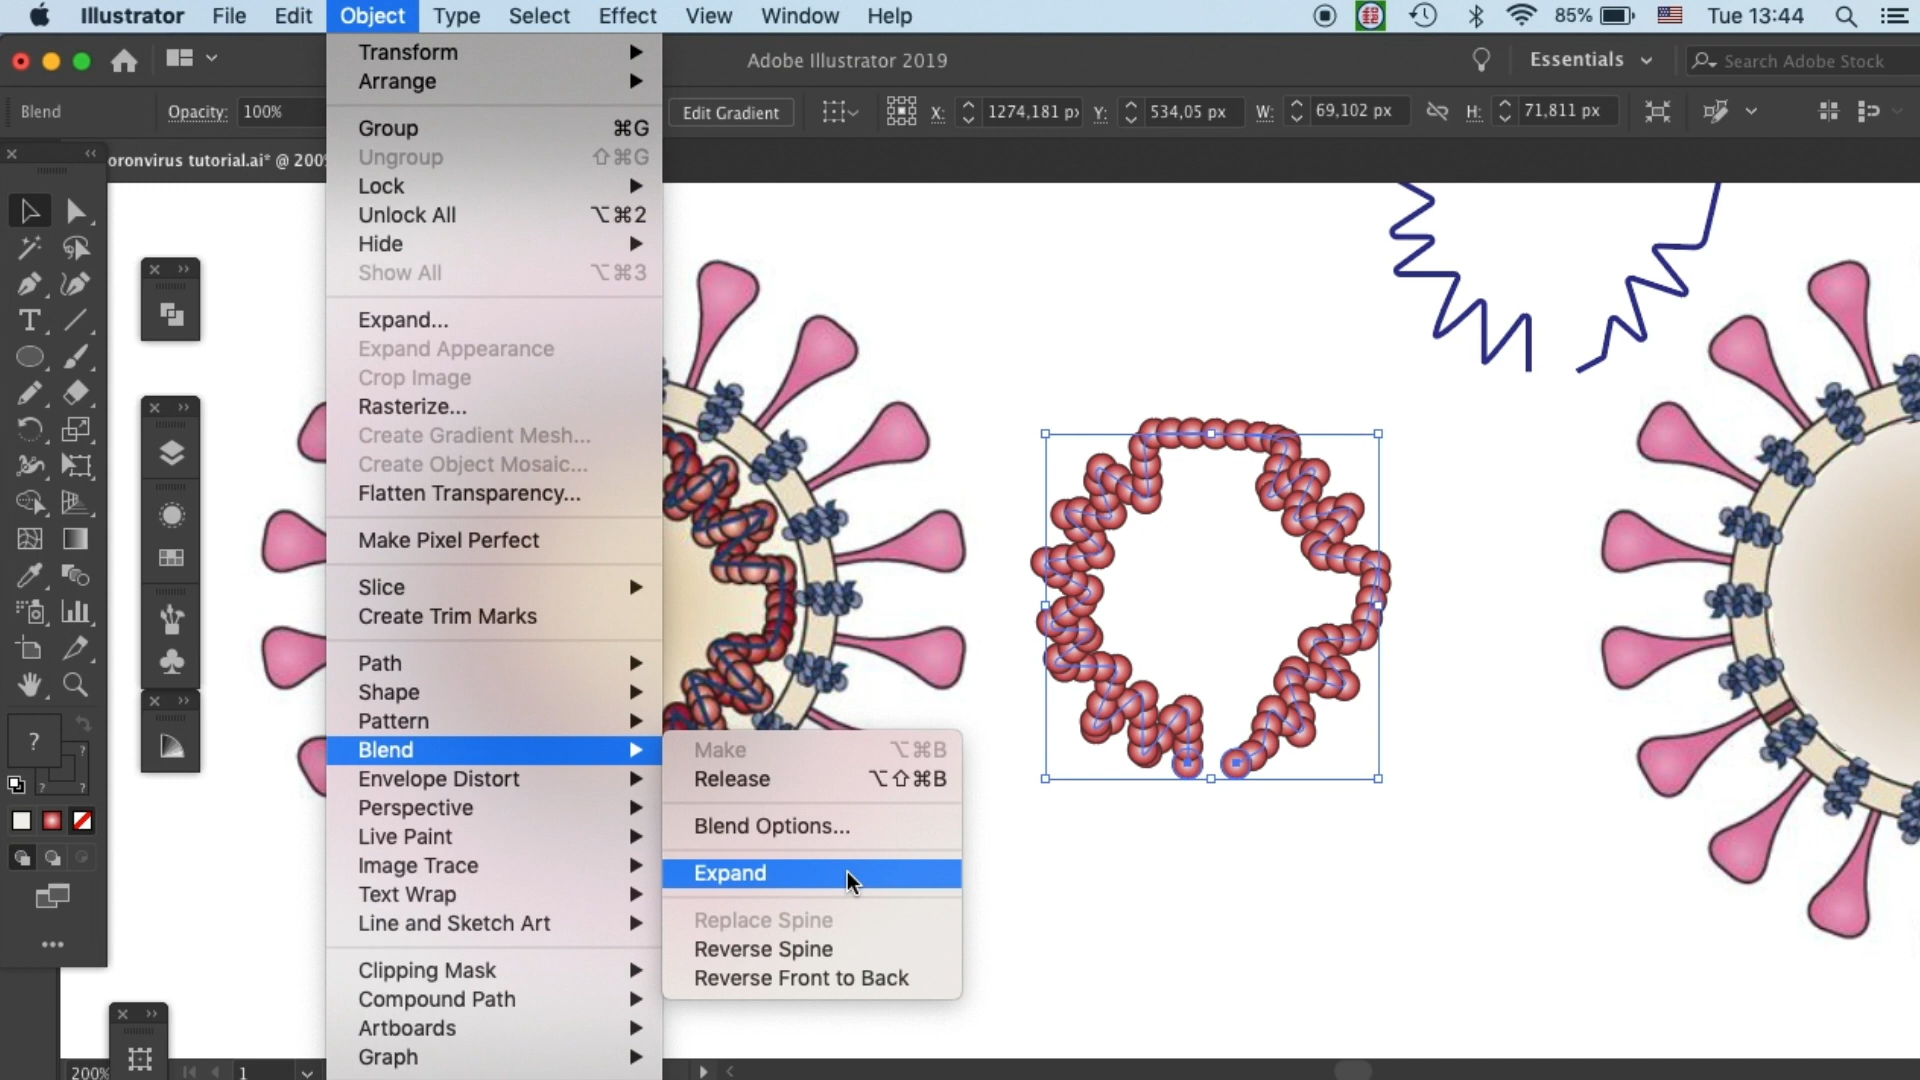 Illustrator File Edit Object Type Select Effect View Window Help 85% Tue 13:44
Adobe Illustrator 2019 Essentials Search Adobe Stock
Blend Opacity: 100% Edit Gradient X: 1274,181 px Y: 534,05 px W: 69,102 px H: 71,811 px
oronvirus tutorial.ai* @ 200%
Transform
Arrange
Group ⌘G
Ungroup ⇧⌘G
Lock
Unlock All ⌥⌘2
Hide
Show All ⌥⌘3
Expand...
Expand Appearance
Crop Image
Rasterize...
Create Gradient Mesh...
Create Object Mosaic...
Flatten Transparency...
Make Pixel Perfect
Slice
Create Trim Marks
Path
Shape
Pattern
Blend
Envelope Distort
Perspective
Live Paint
Image Trace
Text Wrap
Line and Sketch Art
Clipping Mask
Compound Path
Artboards
Graph
Make ⌥⌘B
Release ⌥⇧⌘B
Blend Options...
Expand
Replace Spine
Reverse Spine
Reverse Front to Back
200% 1